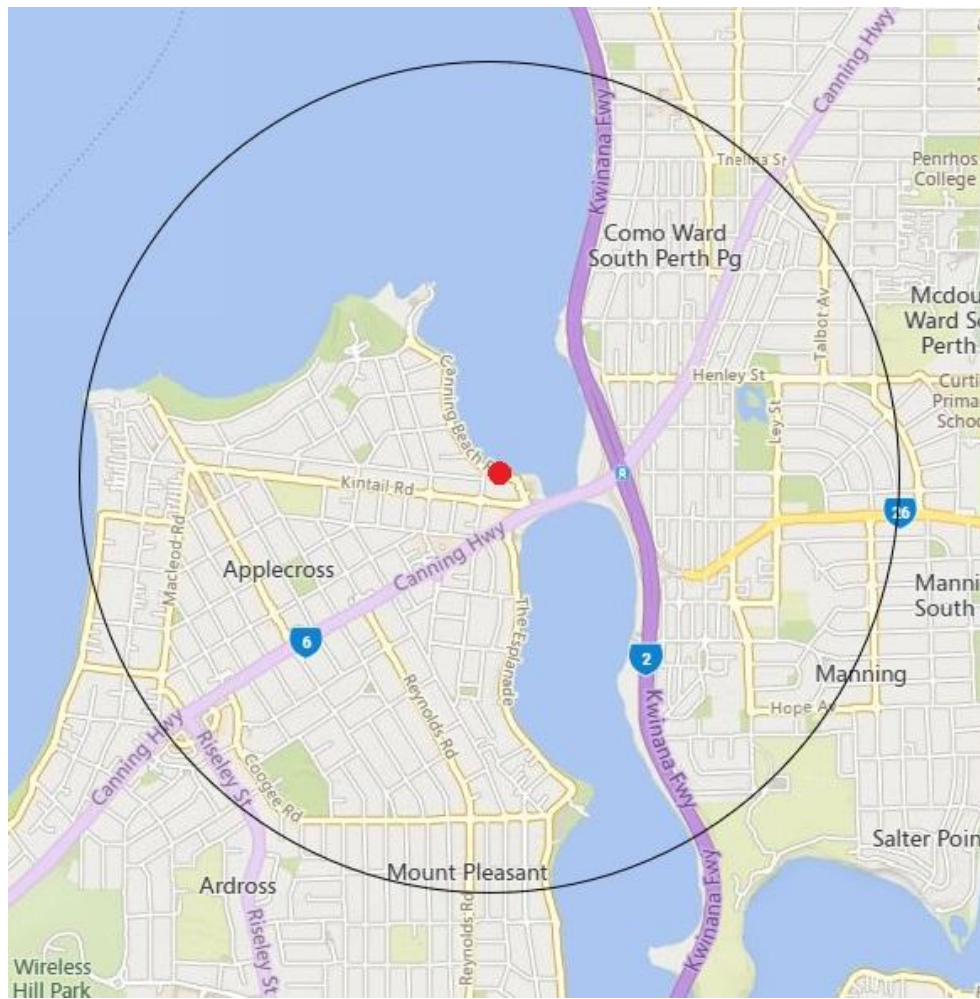 Kwinana Fwy
Canning Hwy
Thelma St
Penrhos
College
Como Ward
South Perth Pg
Talbot Av
Mcdou
Ward So
Perth
Canning Beach R
Henley St
Curti
Prima
Schoo
Ley St
R
Kintail Rd
26
Macleod Rd
Applecross
Canning Hwy
Manni
South
The Esplanade
6
2
Manning
Reynolds Rd
Hope Av
Canning Hwy
Riseley St
Coogee Rd
Kwinana Fwy
Salter Poin
Mount Pleasant
Ardross
Kwinana Fwy
Riseley St
Reynolds Rd
Wireless
Hill Park